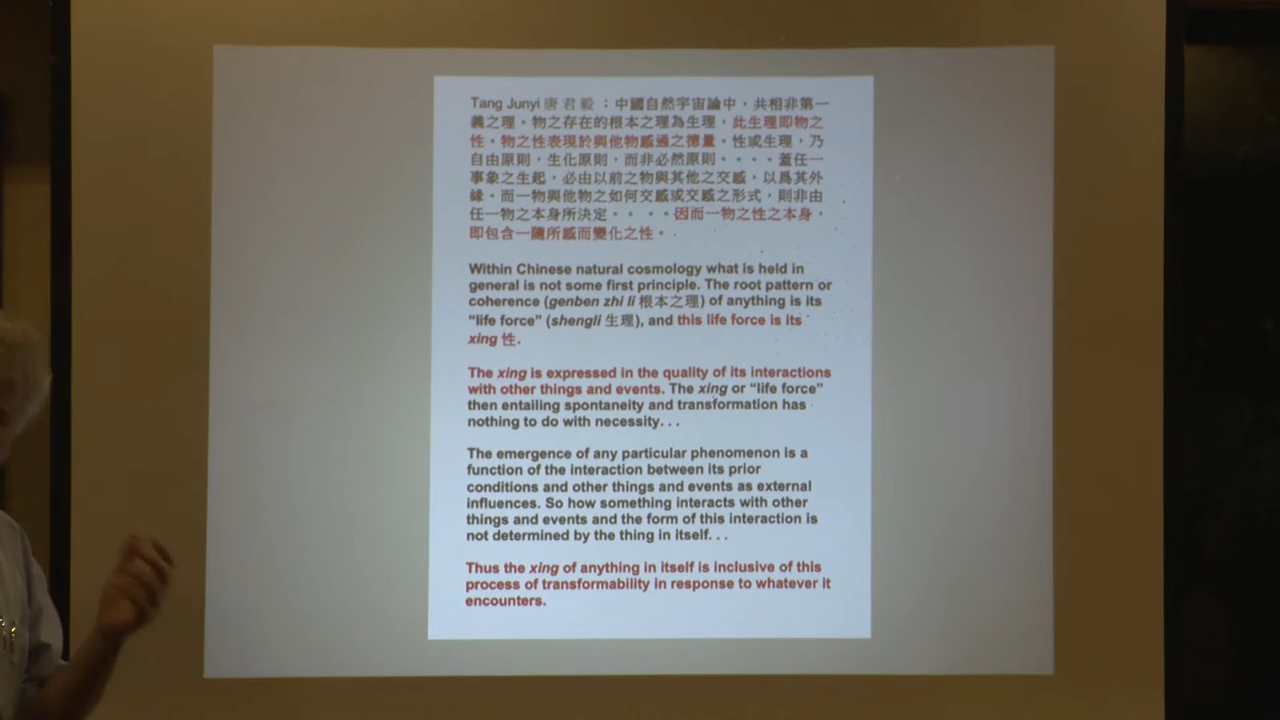 Tang Junyi 唐君毅：中國自然宇宙論中，共相非第一
義之理。物之存在的根本之理為生理，此生理即物之
性。物之性表現於與他物感通之德量。性或生理，乃
自由原則，生化原則，而非必然原則。。。。蓋任一
事象之生起，必由以前之物與其他之交感，以爲其外
緣。而一物與他物之如何交感或交感之形式，則非由
任一物之本身所決定。。。。因而一物之性之本身，
即包含一隨所感而變化之性。
Within Chinese natural cosmology what is held in
general is not some first principle. The root pattern or
coherence (genben zhi li 根本之理) of anything is its
“life force” (shengli 生理), and this life force is its
xing 性.
The xing is expressed in the quality of its interactions
with other things and events. The xing or “life force”
then entailing spontaneity and transformation has
nothing to do with necessity. . .
The emergence of any particular phenomenon is a
function of the interaction between its prior
conditions and other things and events as external
influences. So how something interacts with other
things and events and the form of this interaction is
not determined by the thing in itself. . .
Thus the xing of anything in itself is inclusive of this
process of transformability in response to whatever it
encounters.